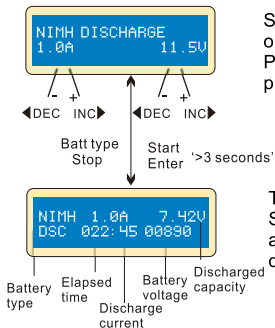 NIMH DISCHARGE
1.0A 11.5V
- + - +
◀DEC INC▶ ◀DEC INC▶
Batt type
Stop
Start
Enter
'>3 seconds'
NIMH 1.0A 7.42V
DSC 022:45 00890
Battery
type
Elapsed
time
Discharge
current
Battery
voltage
Discharged
capacity